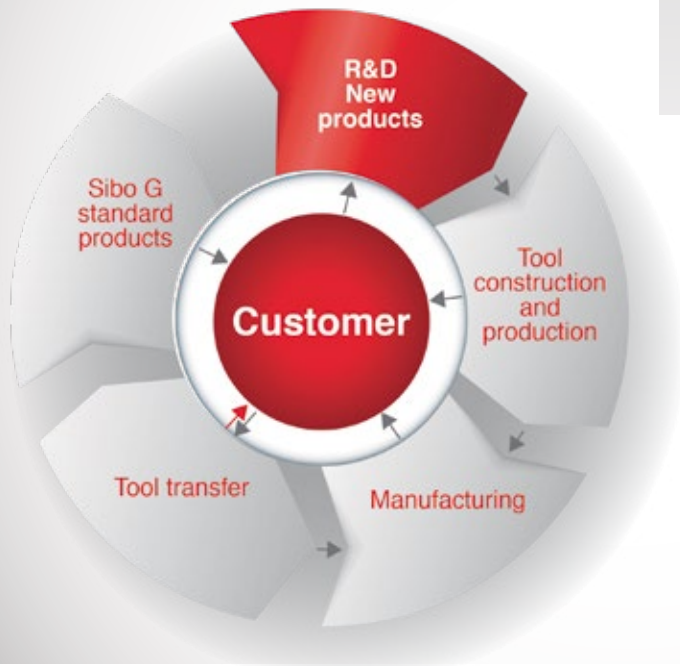 R&D
New
products
Sibo G
standard
products
Tool
construction
and
production
Customer
Tool transfer
Manufacturing